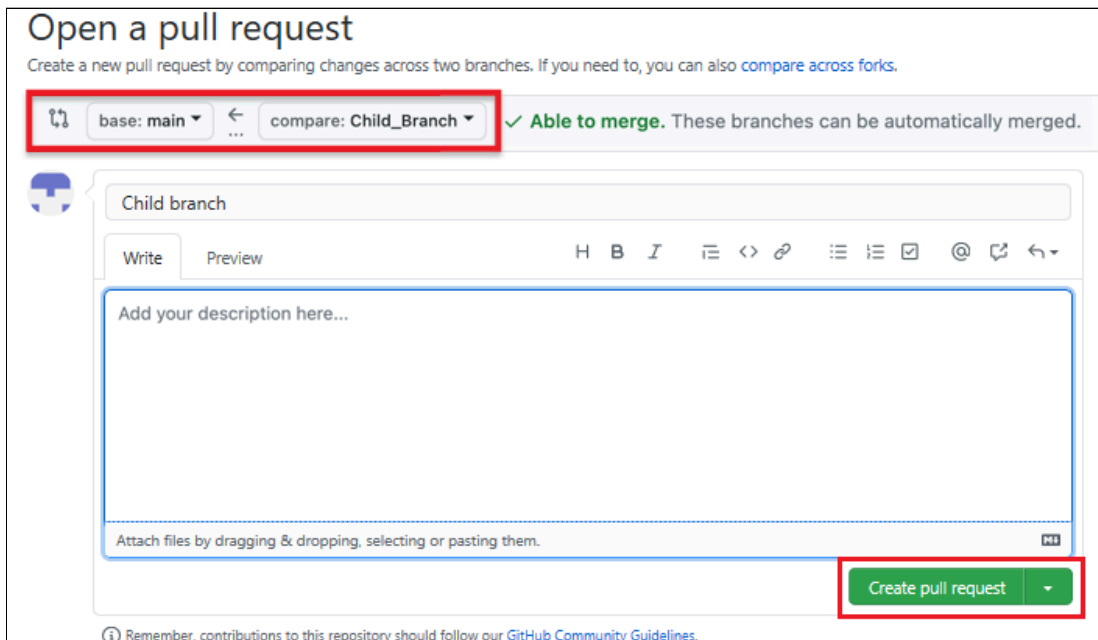 Open a pull request
Create a new pull request by comparing changes across two branches. If you need to, you can also compare across forks.
base: main ← ... compare: Child_Branch ✓ Able to merge. These branches can be automatically merged.
Child branch
Write Preview H B I @
Add your description here...
Attach files by dragging & dropping, selecting or pasting them.
Create pull request
Remember, contributions to this repository should follow our GitHub Community Guidelines.